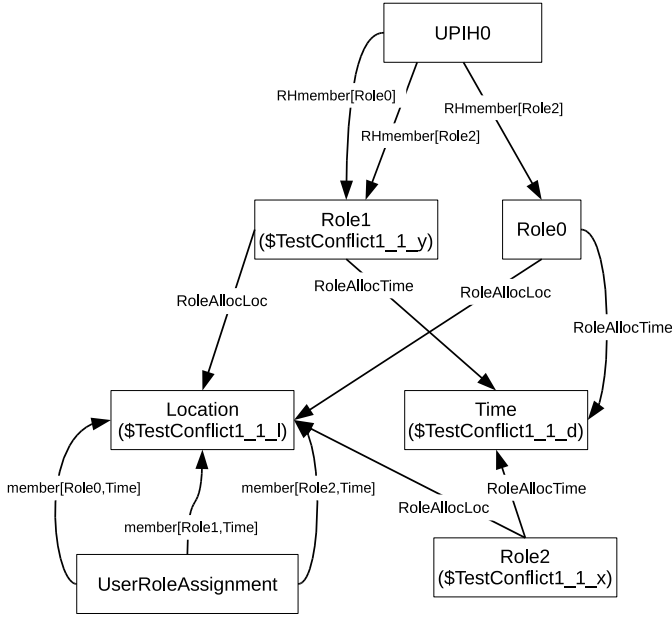 UPIH0
RHmember[Role0]
RHmember[Role2]
RHmember[Role2]
Role1
($TestConflict1_1_y)
Role0
RoleAllocLoc
RoleAllocTime
RoleAllocLoc
RoleAllocTime
Location
($TestConflict1_1_l)
Time
($TestConflict1_1_d)
member[Role0,Time]
member[Role1,Time]
member[Role2,Time]
RoleAllocLoc
RoleAllocTime
UserRoleAssignment
Role2
($TestConflict1_1_x)